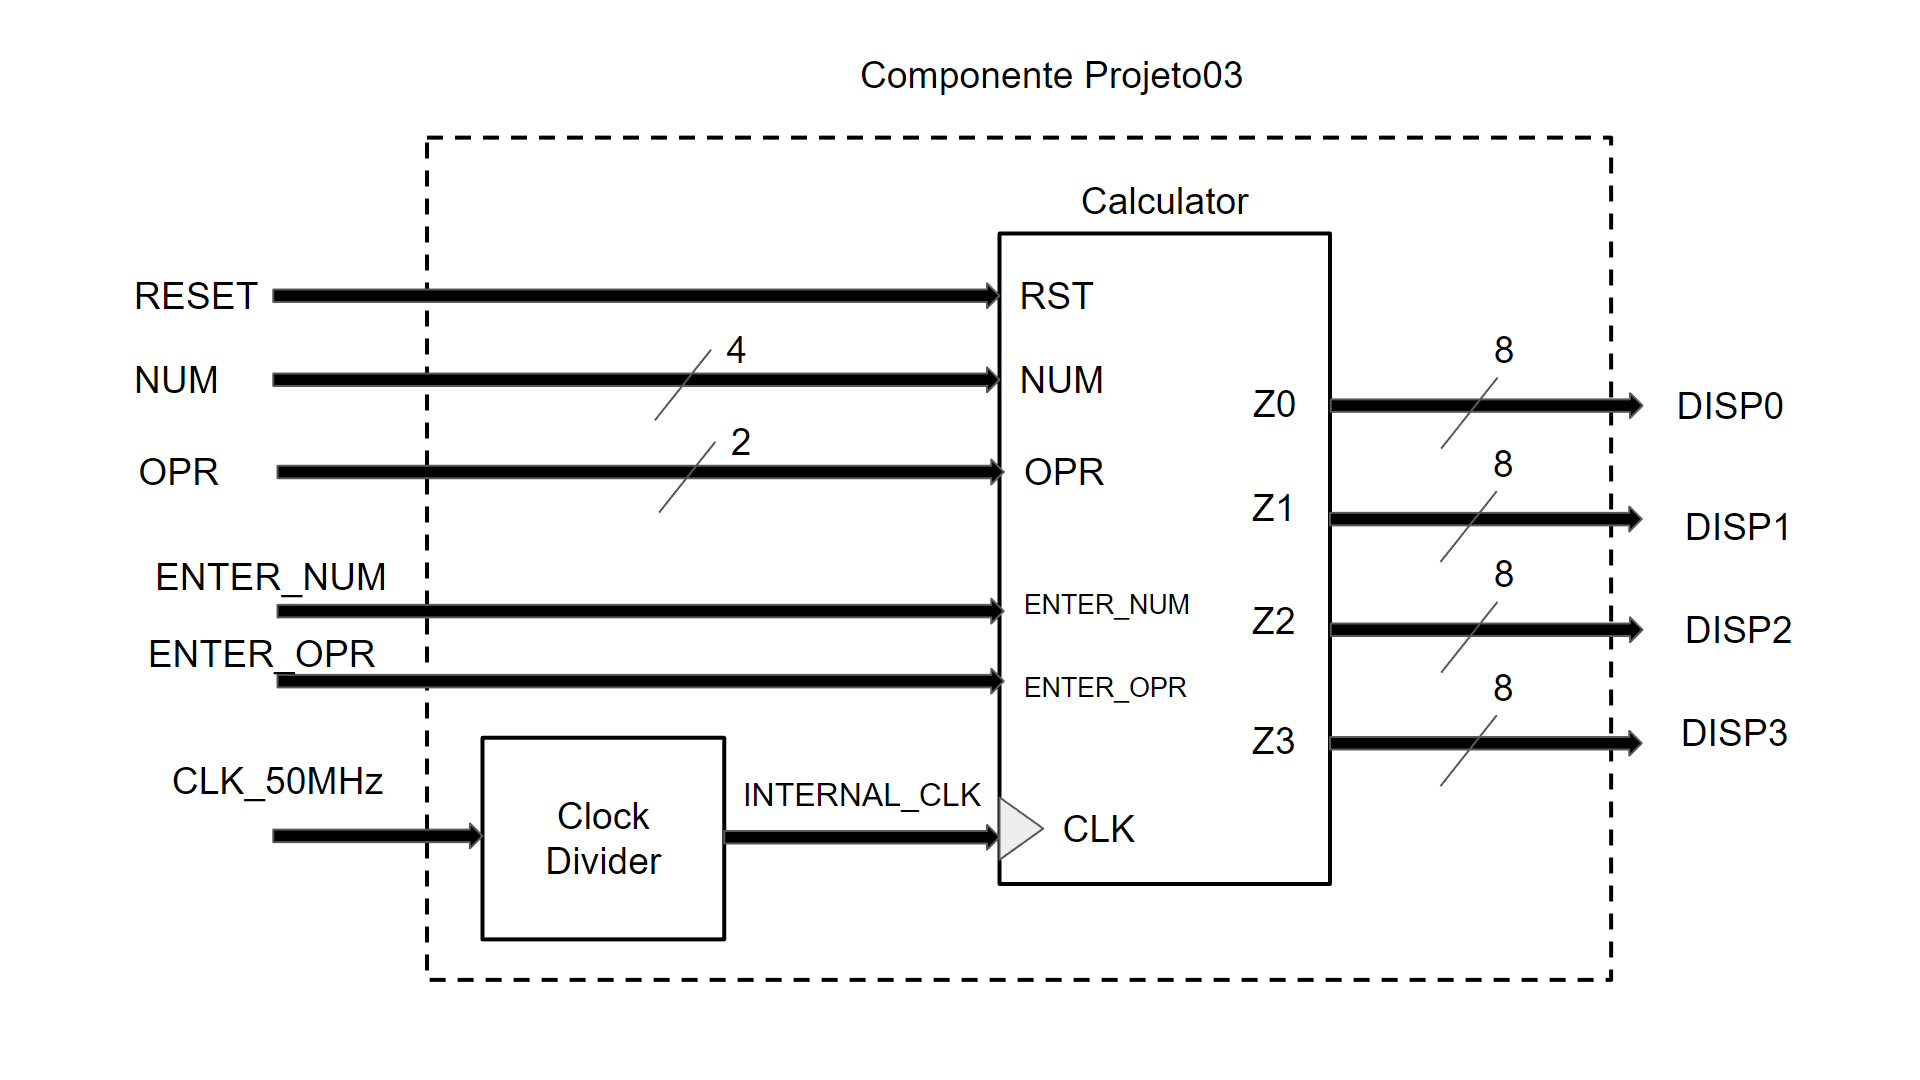 Componente Projeto03
Calculator
RESET
RST
NUM
4
NUM
OPR
2
OPR
ENTER_NUM
ENTER_NUM
ENTER_OPR
ENTER_OPR
CLK_50MHz
Clock
Divider
INTERNAL_CLK
CLK
Z0
8
DISP0
Z1
8
DISP1
Z2
8
DISP2
Z3
8
DISP3